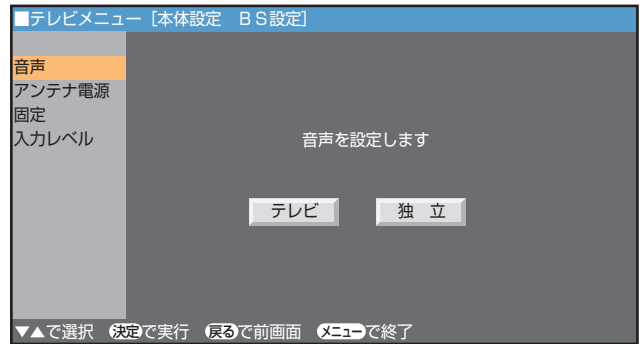 ■テレビメニュー［本体設定　ＢＳ設定］
音声
アンテナ電源
固定
入力レベル
音声を設定します
テレビ
独　立
▼▲で選択　決定で実行　戻るで前画面　メニューで終了